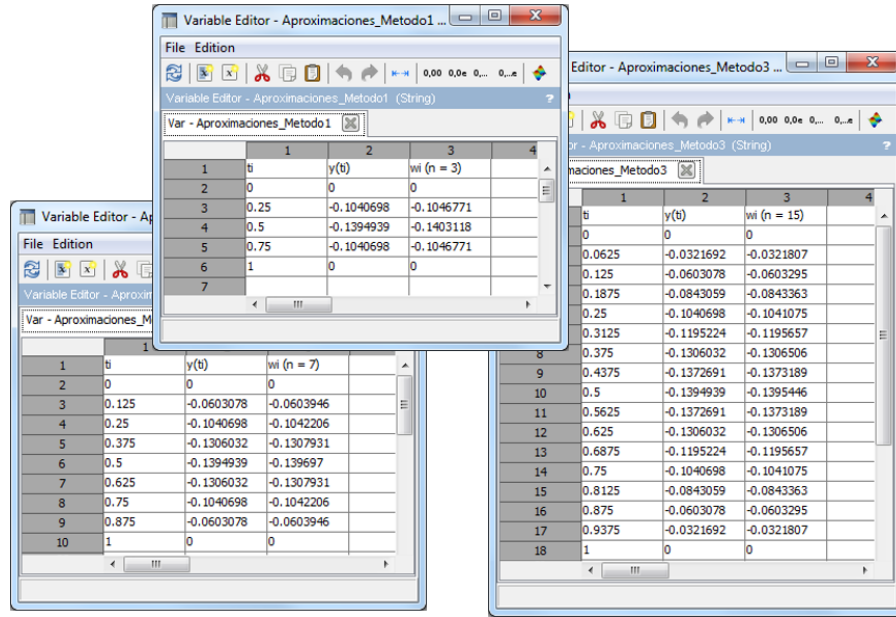 Variable Editor - Aproximaciones_Metodo1 ...
File Edition
0,00 0,0e 0,... 0,..e
Variable Editor - Aproximaciones_Metodo1 (String) ?
Var - Aproximaciones_Metodo1
1 2 3 4
1 ti y(ti) wi (n = 3)
2 0 0 0
3 0.25 -0.1040698 -0.1046771
4 0.5 -0.1394939 -0.1403118
5 0.75 -0.1040698 -0.1046771
6 1 0 0
7
Variable Editor - A
File Edition
Variable Editor - Aproxim
Var - Aproximaciones_M
1
1 ti y(ti) wi (n = 7)
2 0 0 0
3 0.125 -0.0603078 -0.0603946
4 0.25 -0.1040698 -0.1042206
5 0.375 -0.1306032 -0.1307931
6 0.5 -0.1394939 -0.139697
7 0.625 -0.1306032 -0.1307931
8 0.75 -0.1040698 -0.1042206
9 0.875 -0.0603078 -0.0603946
10 1 0 0
Editor - Aproximaciones_Metodo3 ...
0,00 0,0e 0,... 0,..e
or - Aproximaciones_Metodo3 (String) ?
maciones_Metodo3
1 2 3 4
ti y(ti) wi (n = 15)
0 0 0
0.0625 -0.0321692 -0.0321807
0.125 -0.0603078 -0.0603295
0.1875 -0.0843059 -0.0843363
0.25 -0.1040698 -0.1041075
0.3125 -0.1195224 -0.1195657
8 0.375 -0.1306032 -0.1306506
9 0.4375 -0.1372691 -0.1373189
10 0.5 -0.1394939 -0.1395446
11 0.5625 -0.1372691 -0.1373189
12 0.625 -0.1306032 -0.1306506
13 0.6875 -0.1195224 -0.1195657
14 0.75 -0.1040698 -0.1041075
15 0.8125 -0.0843059 -0.0843363
16 0.875 -0.0603078 -0.0603295
17 0.9375 -0.0321692 -0.0321807
18 1 0 0